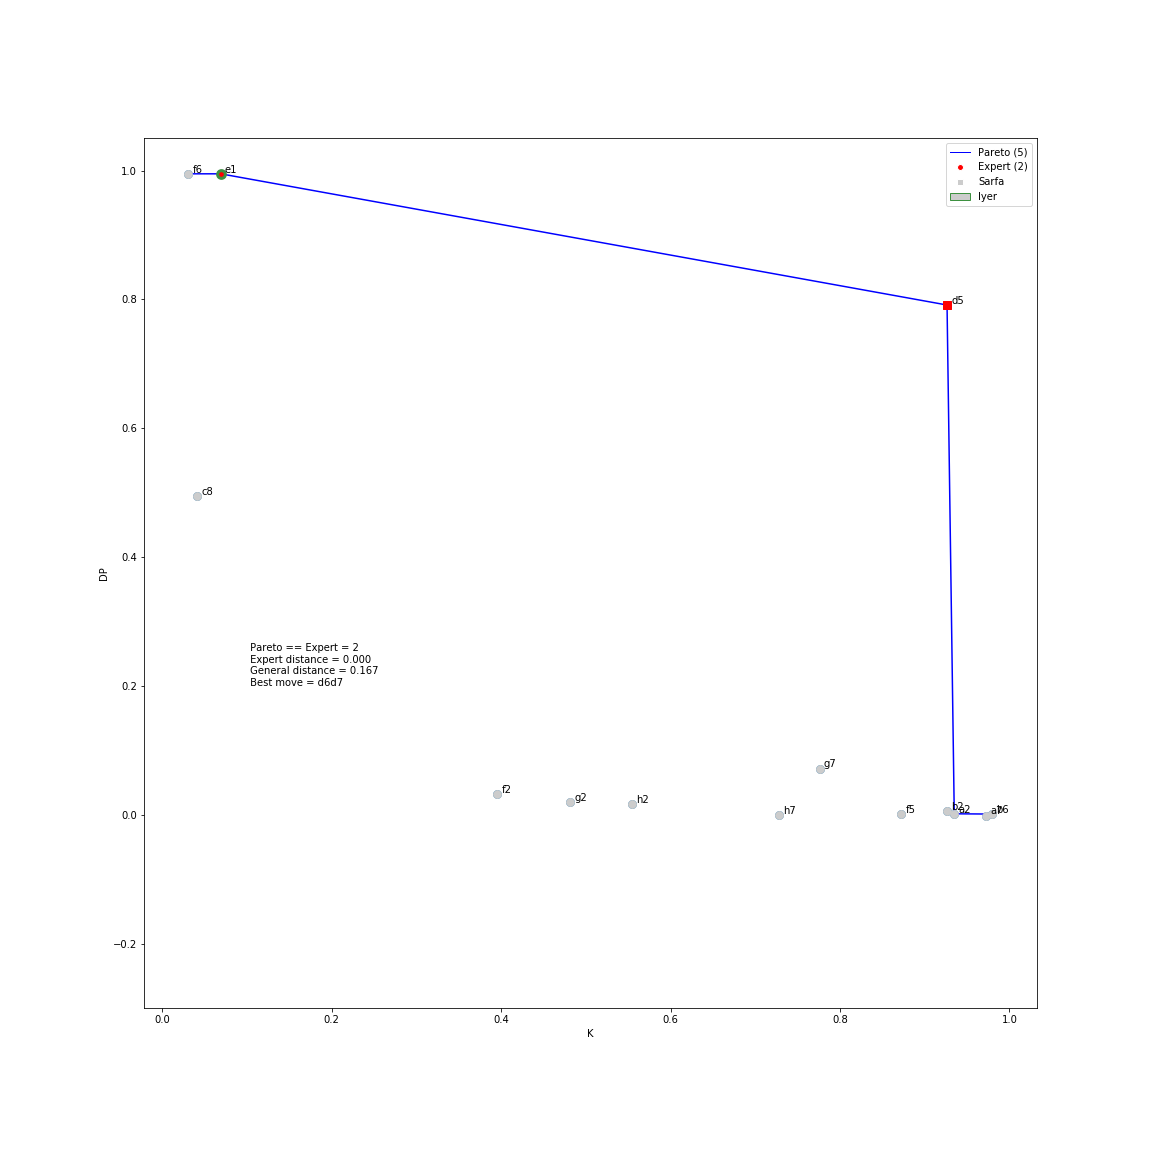 Pareto (5)
Expert (2)
Sarfa
Iyer
1.0
0.8
0.6
0.4
0.2
0.0
−0.2
DP
f6
e1
d5
c8
Pareto == Expert = 2
Expert distance = 0.000
General distance = 0.167
Best move = d6d7
f2
g2
h2
h7
g7
f5
b2
a2
0.0
0.2
0.4
0.6
0.8
1.0
K